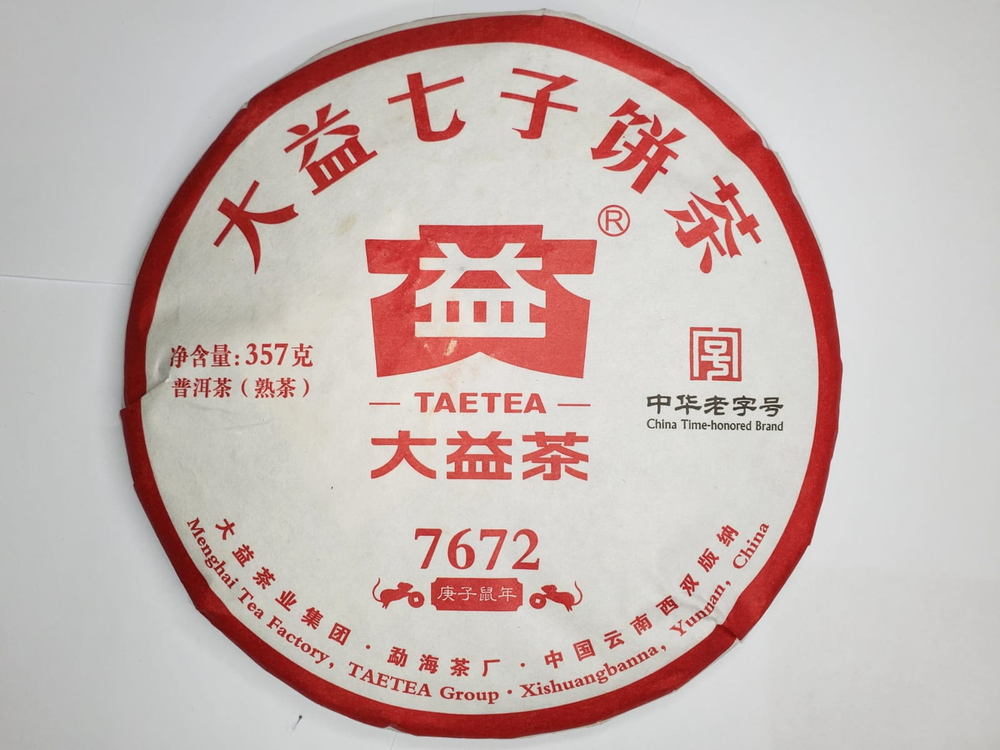 大益七子饼茶
益
®
净含量:357克
普洱茶(熟茶)
TAETEA
大益茶
中华老字号
China Time-honored Brand
7672
庚子鼠年
大益茶业集团·勐海茶厂·中国云南西双版纳
Menghai Tea Factory, TAETEA Group·Xishuangbanna, Yunnan, China